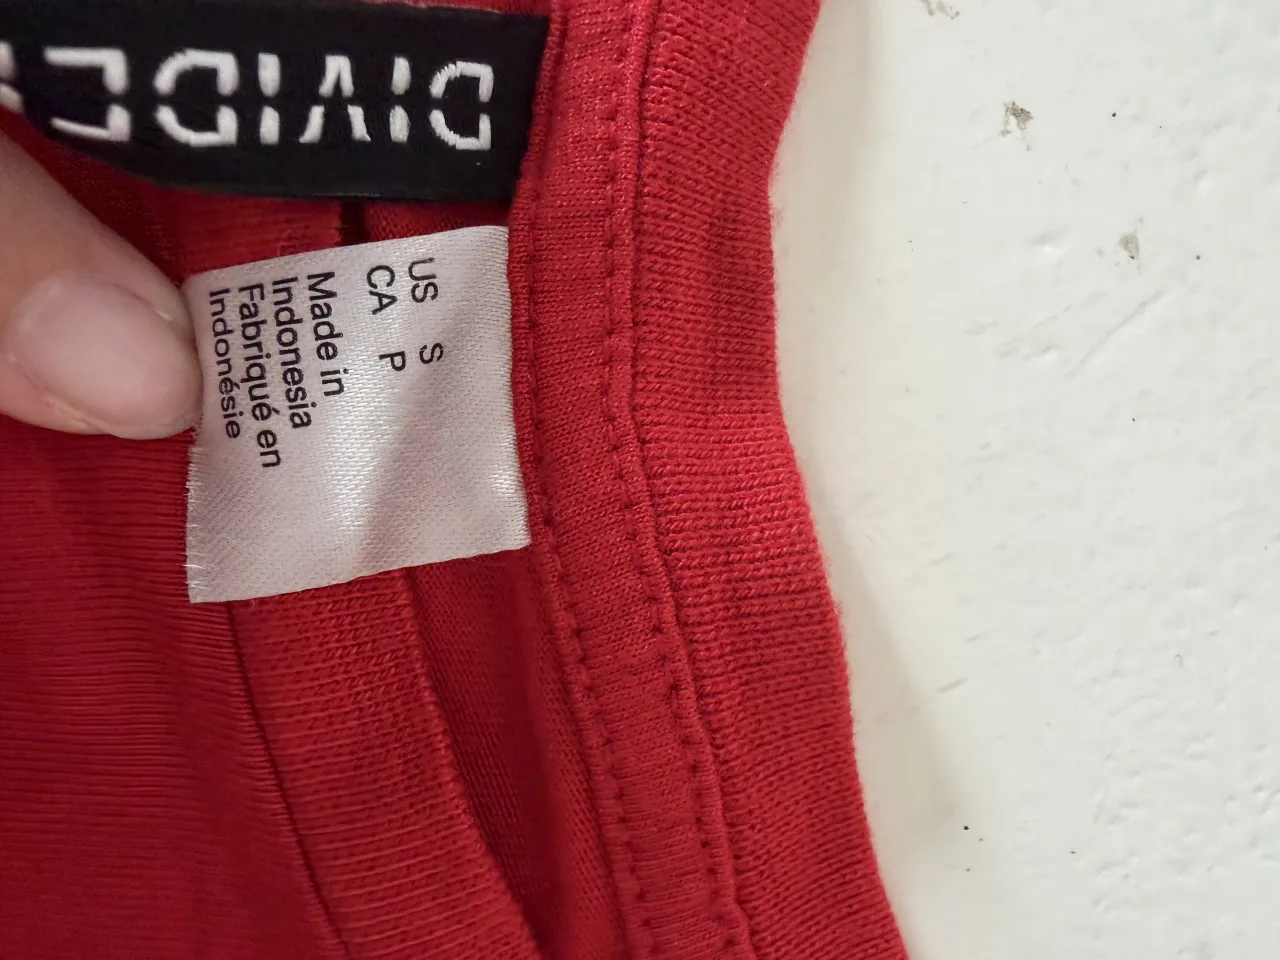 DIVIDE
US S
CA P
Made in
Indonesia
Fabriqué en
Indonésie